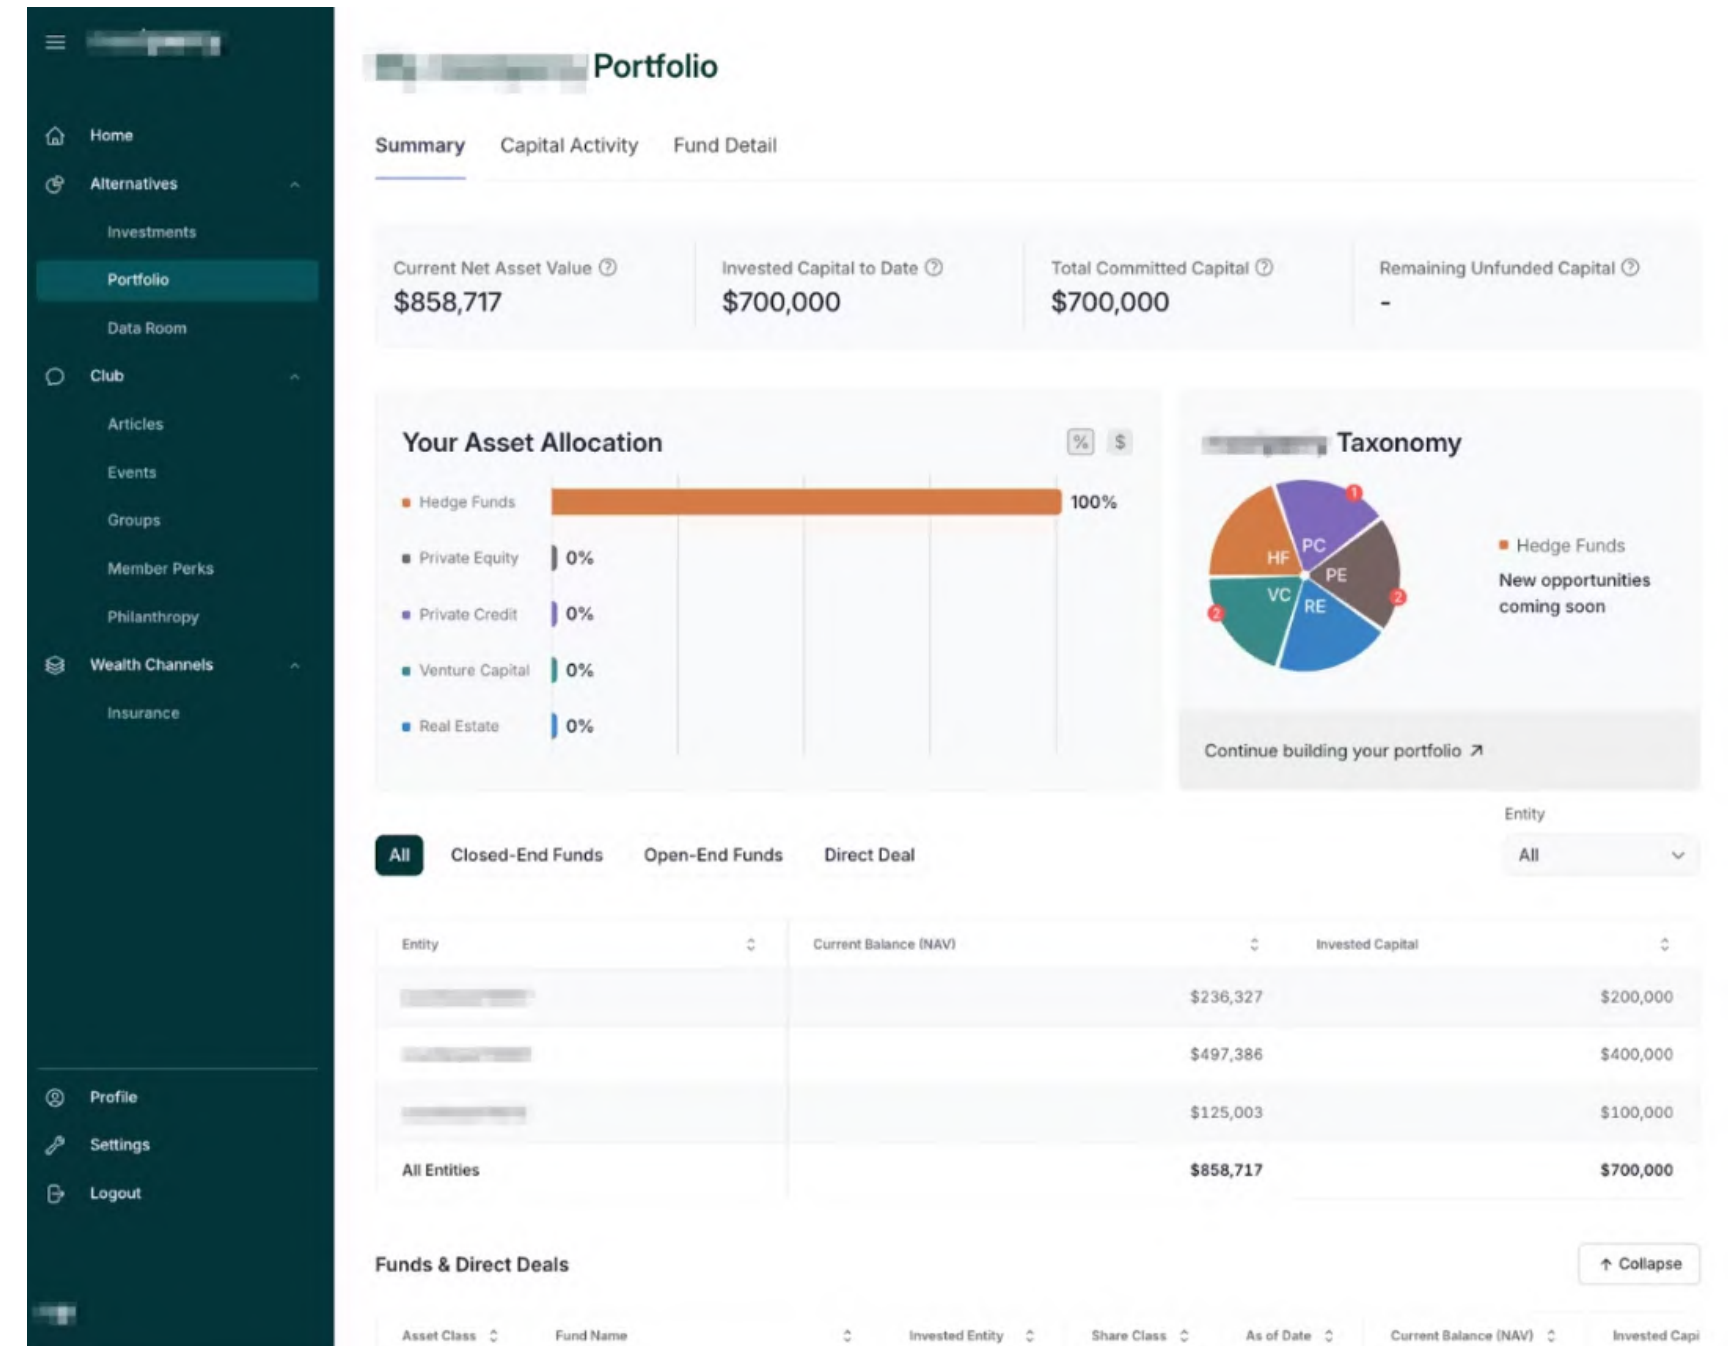 Portfolio
Home
Alternatives
Investments
Portfolio
Data Room
Club
Articles
Events
Groups
Member Perks
Philanthropy
Wealth Channels
Insurance
Profile
Settings
Logout
Summary Capital Activity Fund Detail
Current Net Asset Value
$858,717
Invested Capital to Date
$700,000
Total Committed Capital
$700,000
Remaining Unfunded Capital
-
Your Asset Allocation
% $
Hedge Funds 100%
Private Equity 0%
Private Credit 0%
Venture Capital 0%
Real Estate 0%
Taxonomy
1
PC
HF
PE
VC
RE
2
2
Hedge Funds
New opportunities
coming soon
Continue building your portfolio
Entity
All Closed-End Funds Open-End Funds Direct Deal All
Entity Current Balance (NAV) Invested Capital
$236,327 $200,000
$497,386 $400,000
$125,003 $100,000
All Entities $858,717 $700,000
Funds & Direct Deals Collapse
Asset Class Fund Name Invested Entity Share Class As of Date Current Balance (NAV) Invested Capi